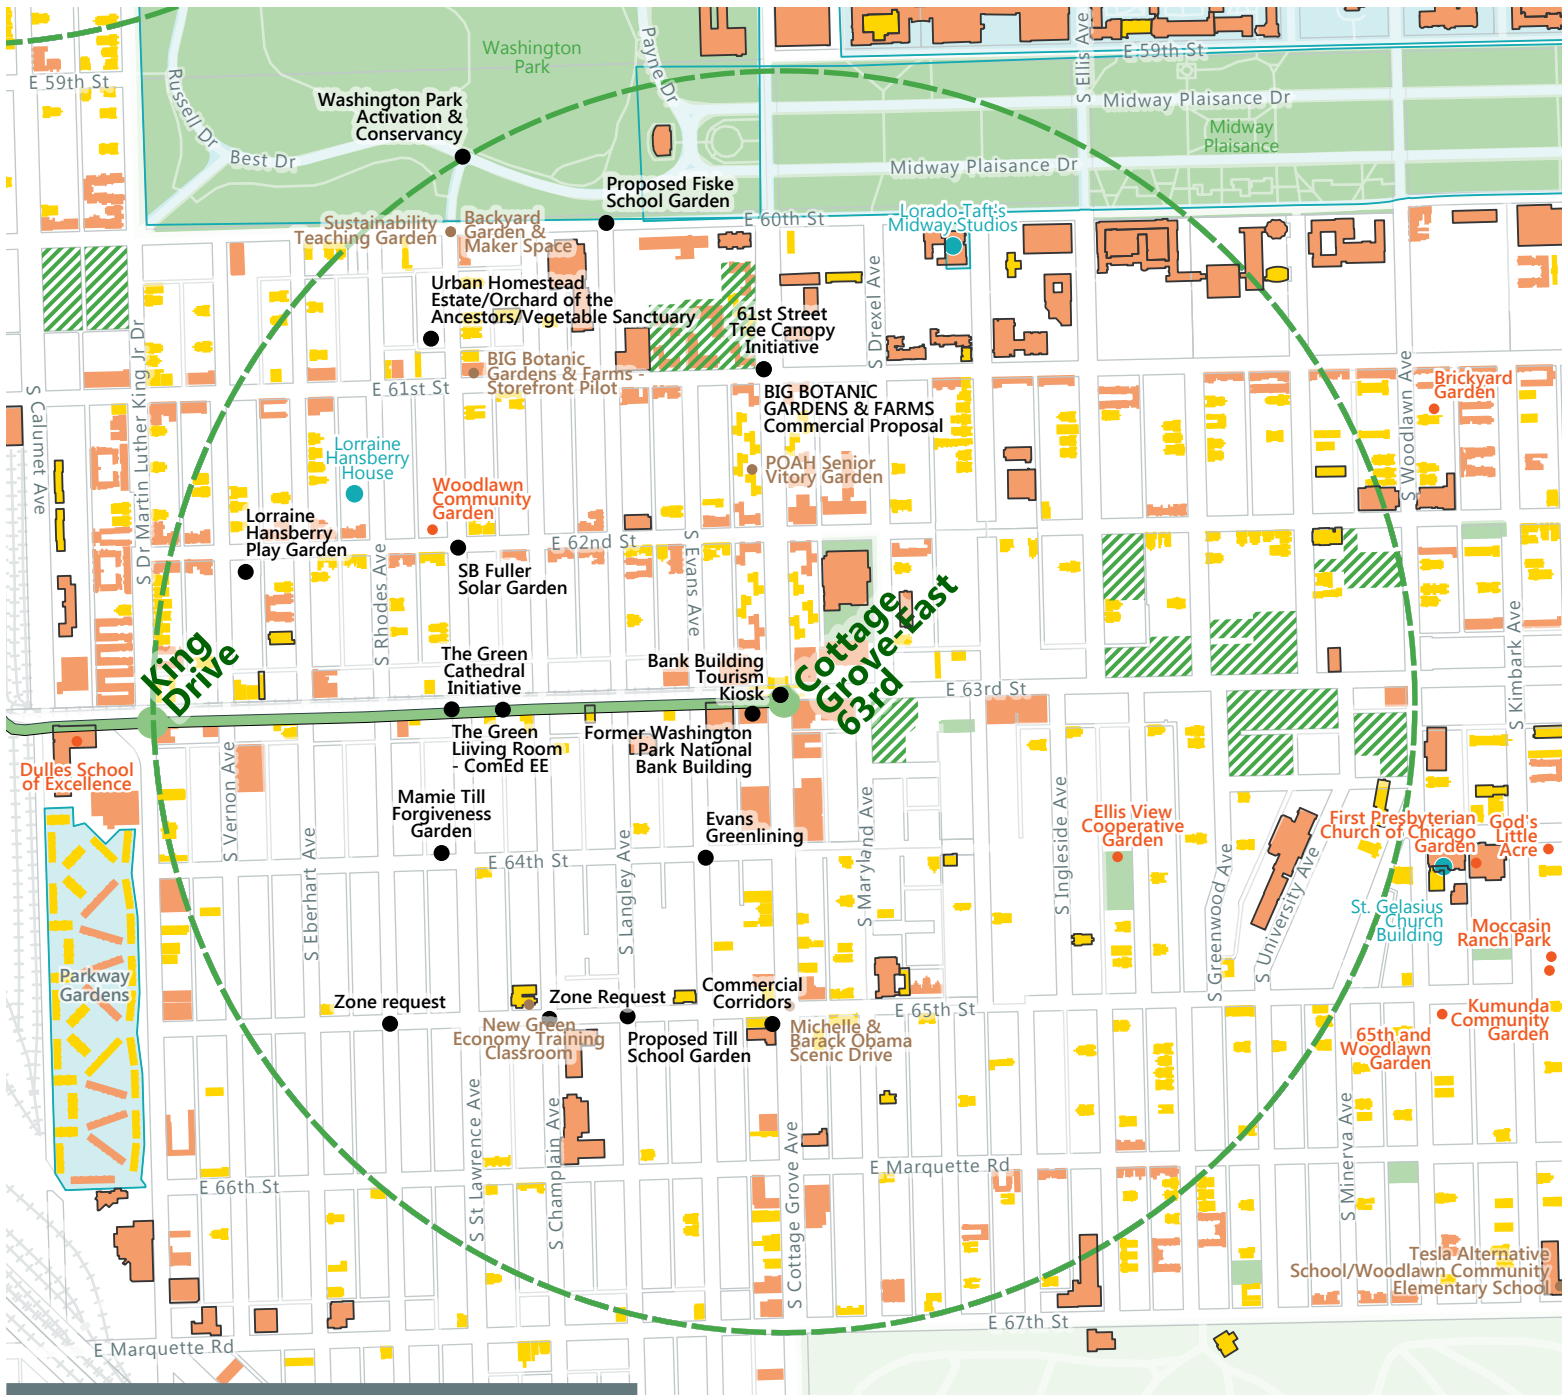 Washington
Park
Payne Dr
S Ellis Ave
E 59th St
E 59th St
Russell Dr
Washington Park
Activation &
Conservancy
Midway Plaisance Dr
Midway
Plaisance
Best Dr
Midway Plaisance Dr
Proposed Fiske
School Garden
E 60th St
Lorado Taft's
Midway Studios
Sustainability
Teaching Garden
Backyard
Garden &
Maker Space
Urban Homestead
Estate/Orchard of the
Ancestors/Vegetable Sanctuary
61st Street
Tree Canopy
Initiative
S Drexel Ave
BIG Botanic
Gardens & Farms -
Storefront Pilot
E 61st St
BIG BOTANIC
GARDENS & FARMS
Commercial Proposal
S Calumet Ave
S Dr Martin Luther King Jr Dr
S Woodlawn Ave
Brickyard
Garden
Lorraine
Hansberry
House
Woodlawn
Community
Garden
POAH Senior
Vitory Garden
Lorraine
Hansberry
Play Garden
S Rhodes Ave
E 62nd St
S Evans Ave
SB Fuller
Solar Garden
King
Drive
The Green
Cathedral
Initiative
Bank Building
Tourism
Kiosk
Cottage
Grove-East
63rd
E 63rd St
S Kimbark Ave
The Green
Liiving Room
- ComEd EE
Former Washington
Park National
Bank Building
Dulles School
of Excellence
S Vernon Ave
Mamie Till
Forgiveness
Garden
Evans
Greenlining
S Maryland Ave
S Ingleside Ave
Ellis View
Cooperative
Garden
First Presbyterian
Church of Chicago
Garden
God's
Little
Acre
S Eberhart Ave
E 64th St
S Langley Ave
S Greenwood Ave
S University Ave
St. Gelasius
Church
Building
Moccasin
Ranch Park
Parkway
Gardens
Zone request
Zone Request
Commercial
Corridors
E 65th St
New Green
Economy Training
Classroom
Proposed Till
School Garden
Michelle &
Barack Obama
Scenic Drive
65th and
Woodlawn
Garden
Kumunda
Community
Garden
S St Lawrence Ave
S Champlain Ave
S Cottage Grove Ave
E Marquette Rd
S Minerva Ave
E 66th St
Tesla Alternative
School/Woodlawn Community
Elementary School
E 67th St
E Marquette Rd